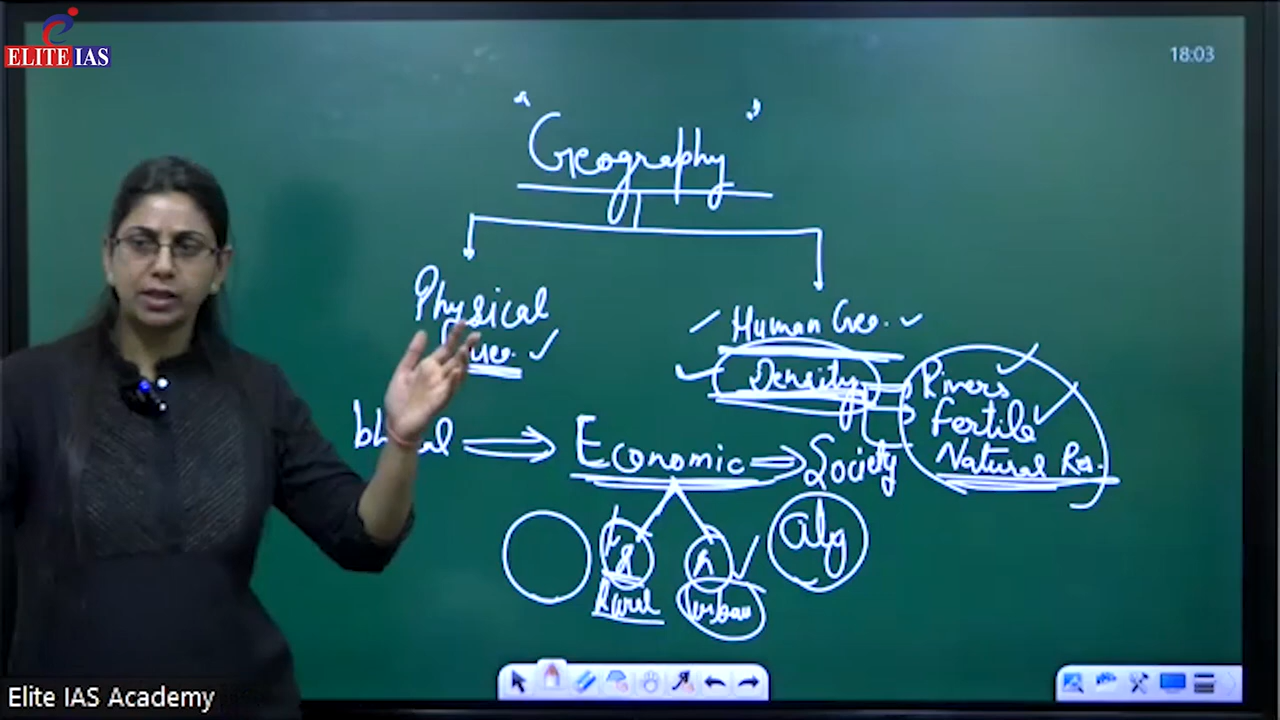 ELITE IAS
18:03
"Geography"
Physical
Human Geo.
Density
Rivers
Fertile
Natural Res.
Economic
Society
Rural
Urban
Elite IAS Academy